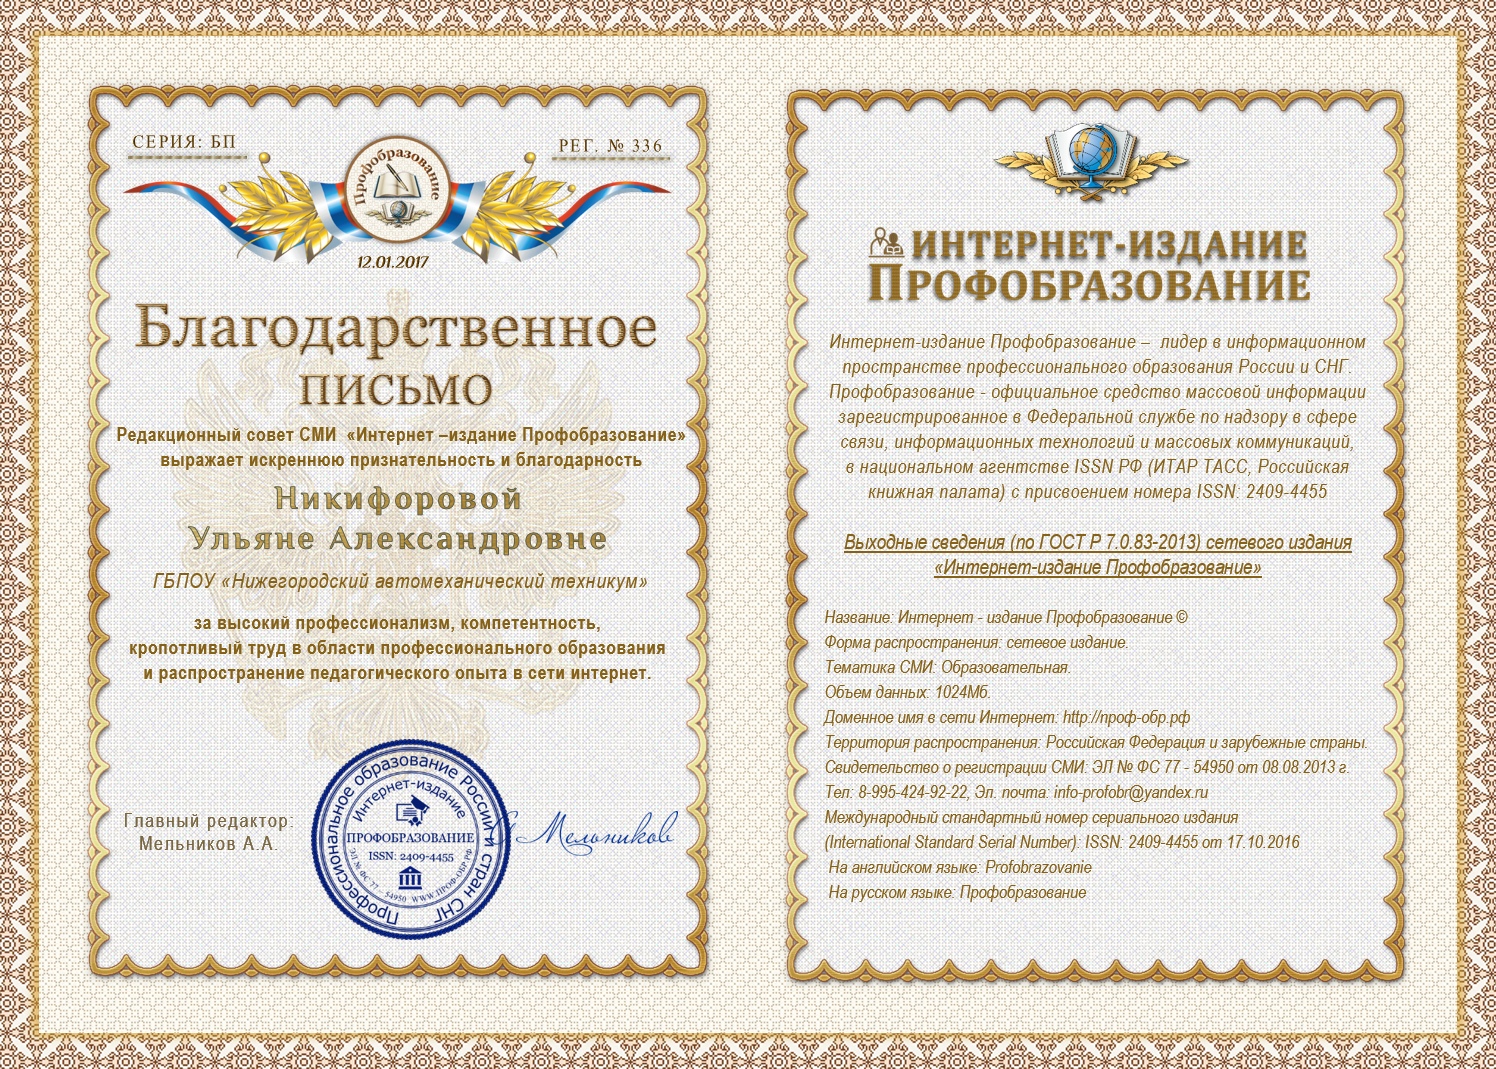 СЕРИЯ: БП
РЕГ. № 336
Профобразование
12.01.2017
Благодарственное
ПИСЬМО
Редакционный совет СМИ «Интернет –издание Профобразование»
выражает искреннюю признательность и благодарность
Никифоровой
Ульяне Александровне
ГБПОУ «Нижегородский автомеханический техникум»
за высокий профессионализм, компетентность,
кропотливый труд в области профессионального образования
и распространение педагогического опыта в сети интернет.
Главный редактор:
Мельников А.А.
Профессиональное образование России и стран СНГ
Интернет-издание
ПРОФОБРАЗОВАНИЕ
ISSN: 2409-4455
ЭЛ № ФС 77 - 54950 WWW.ПРОФ-ОБР.РФ
Мельников
ИНТЕРНЕТ-ИЗДАНИЕ
ПРОФОБРАЗОВАНИЕ
Интернет-издание Профобразование – лидер в информационном
пространстве профессионального образования России и СНГ.
Профобразование - официальное средство массовой информации
зарегистрированное в Федеральной службе по надзору в сфере
связи, информационных технологий и массовых коммуникаций,
в национальном агентстве ISSN РФ (ИТАР ТАСС, Российская
книжная палата) с присвоением номера ISSN: 2409-4455
Выходные сведения (по ГОСТ Р 7.0.83-2013) сетевого издания
«Интернет-издание Профобразование»
Название: Интернет - издание Профобразование ©
Форма распространения: сетевое издание.
Тематика СМИ: Образовательная.
Объем данных: 1024Мб.
Доменное имя в сети Интернет: http://проф-обр.рф
Территория распространения: Российская Федерация и зарубежные страны.
Свидетельство о регистрации СМИ: ЭЛ № ФС 77 - 54950 от 08.08.2013 г.
Тел: 8-995-424-92-22, Эл. почта: info-profobr@yandex.ru
Международный стандартный номер сериального издания
(International Standard Serial Number): ISSN: 2409-4455 от 17.10.2016
На английском языке: Profobrazovanie
На русском языке: Профобразование